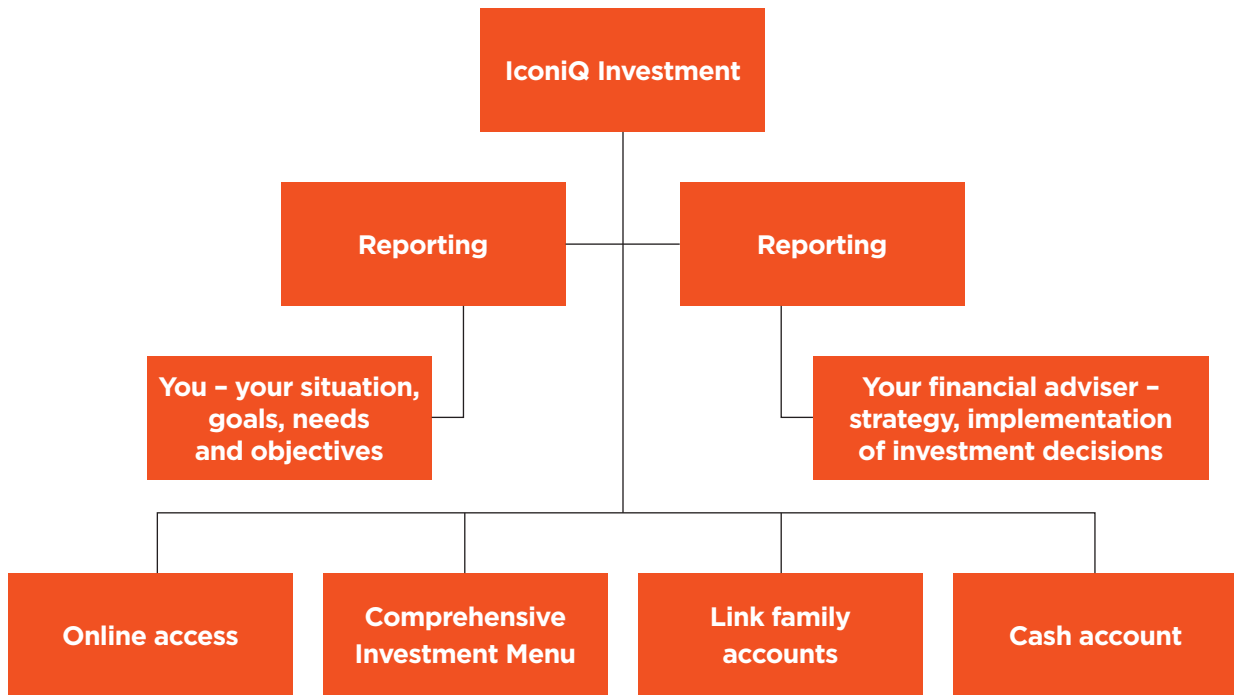 IconiQ Investment
Reporting
Reporting
You – your situation,
goals, needs
and objectives
Your financial adviser –
strategy, implementation
of investment decisions
Online access
Comprehensive
Investment Menu
Link family
accounts
Cash account